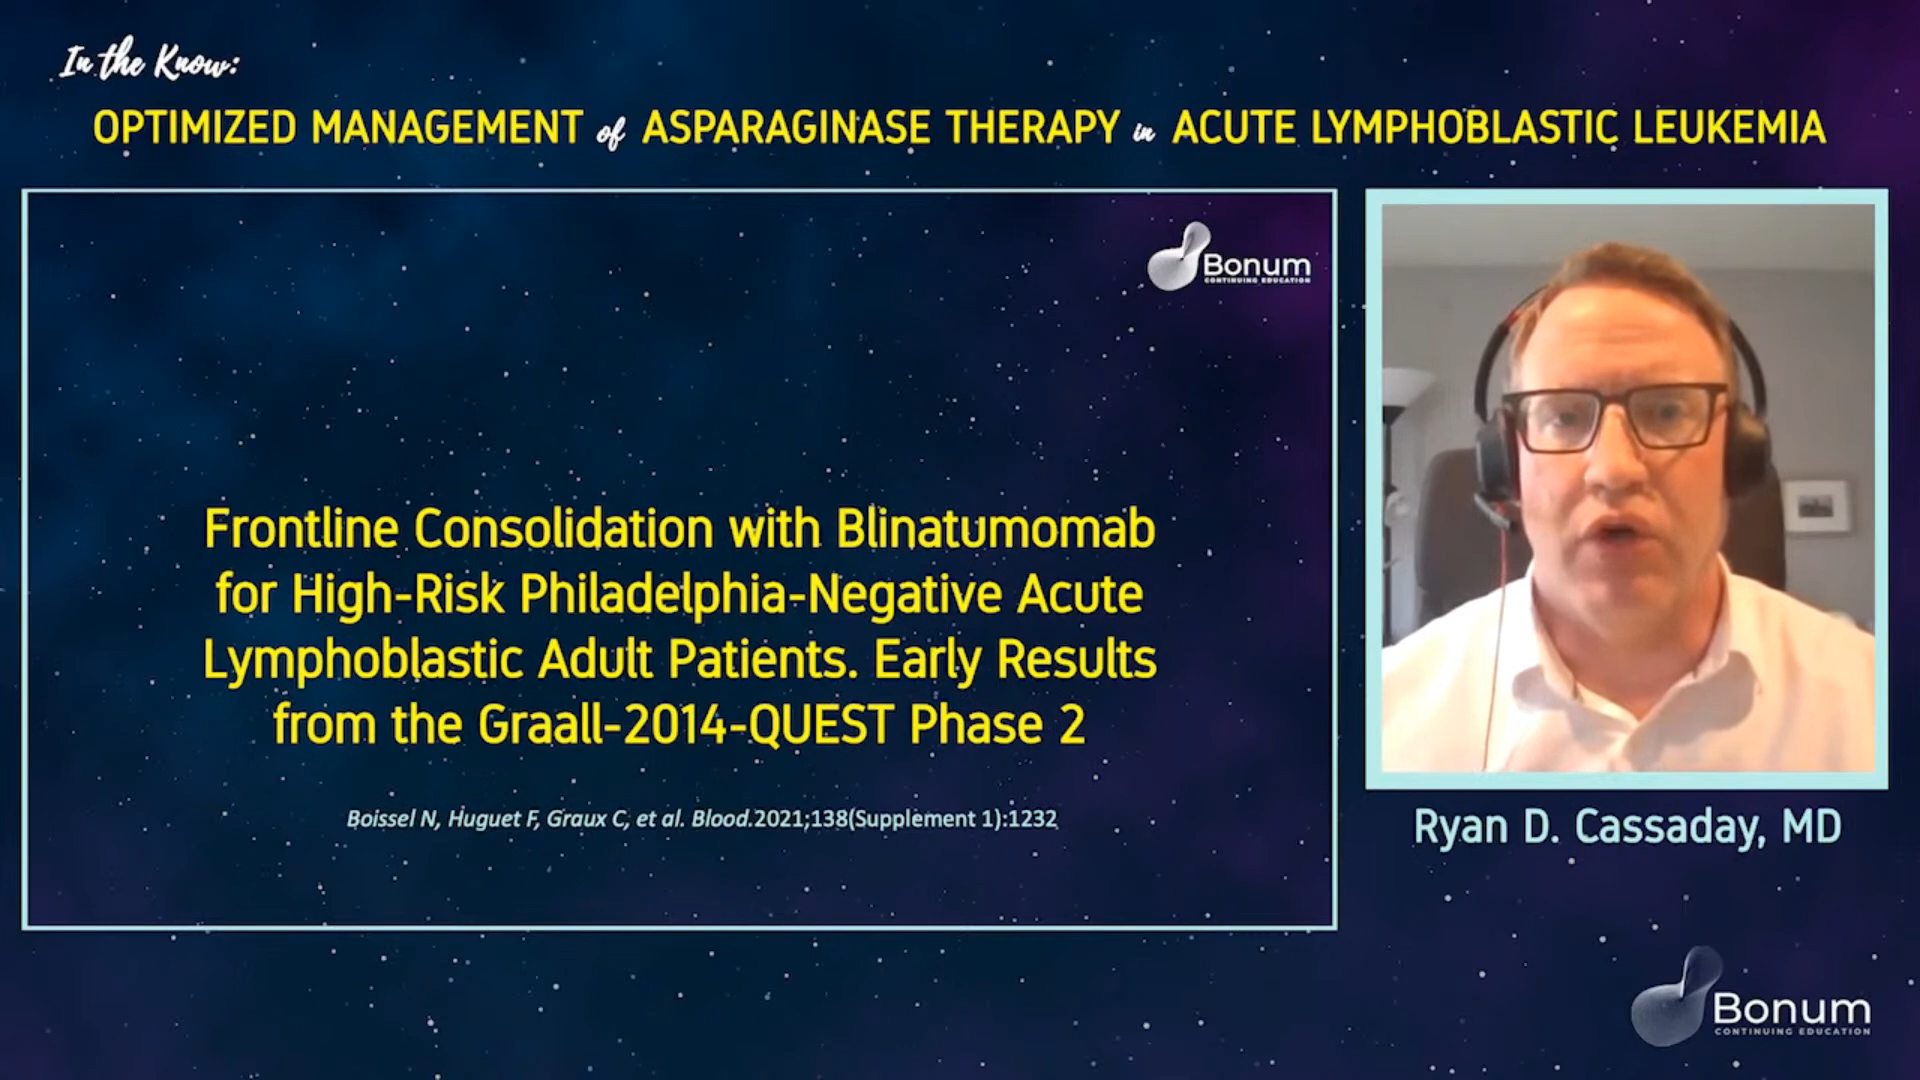 In the Know:
OPTIMIZED MANAGEMENT of ASPARAGINASE THERAPY in ACUTE LYMPHOBLASTIC LEUKEMIA
Bonum
CONTINUING EDUCATION
Frontline Consolidation with Blinatumomab
for High-Risk Philadelphia-Negative Acute
Lymphoblastic Adult Patients. Early Results
from the Graall-2014-QUEST Phase 2
Boissel N, Huguet F, Graux C, et al. Blood.2021;138(Supplement 1):1232
Ryan D. Cassaday, MD
Bonum
CONTINUING EDUCATION